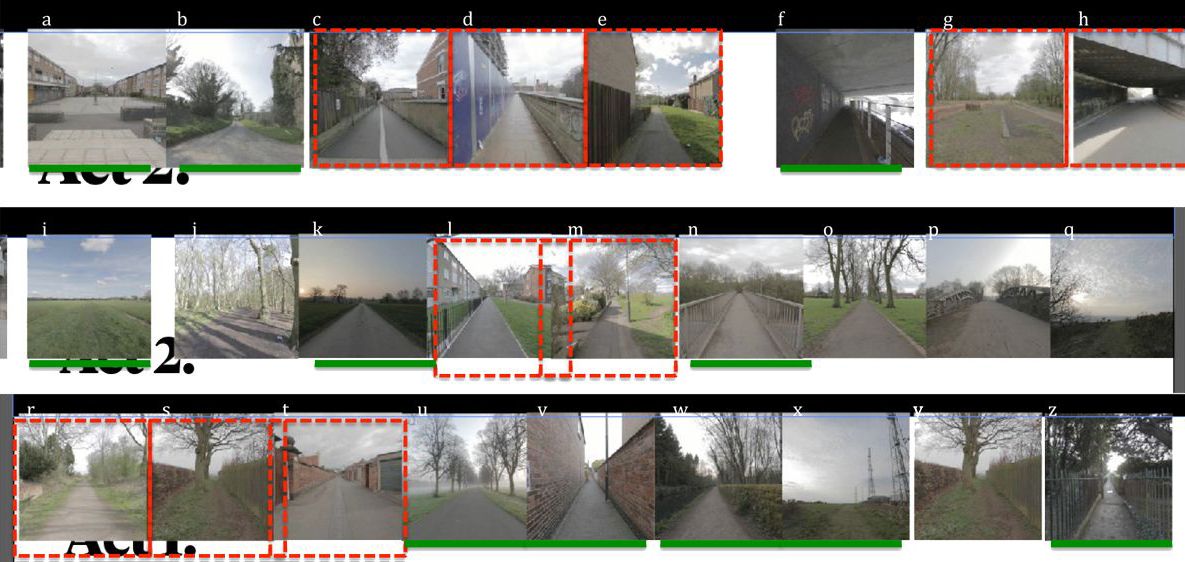 a b c d e f g h
Act 2.
i j k l m n o p q
Act 2.
r s t u v w x y z
Act 1.